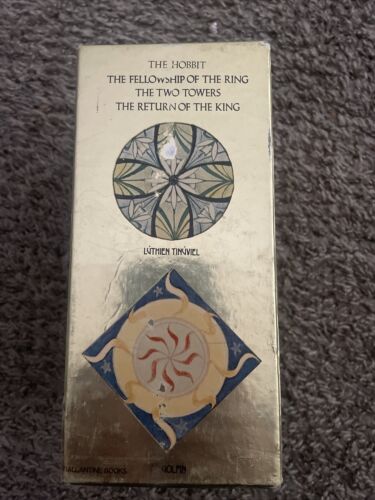 THE HOBBIT
THE FELLOWSHIP OF THE RING
THE TWO TOWERS
THE RETURN OF THE KING
LÚTHIEN TINÚVIEL
BALLANTINE BOOKS